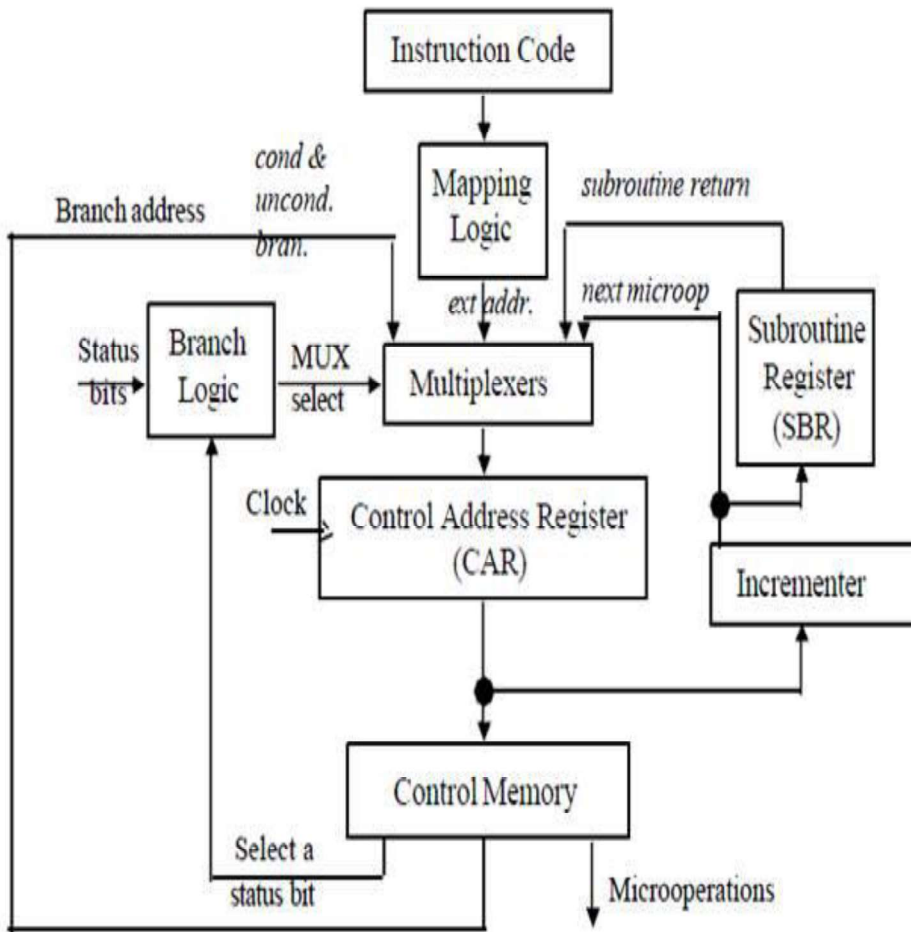 Instruction Code
cond &
uncond.
bran.
Mapping
Logic
subroutine return
Branch address
ext addr.
next microop
Status
bits
Branch
Logic
MUX
select
Multiplexers
Subroutine
Register
(SBR)
Clock
Control Address Register
(CAR)
Incrementer
Control Memory
Select a
status bit
Microoperations